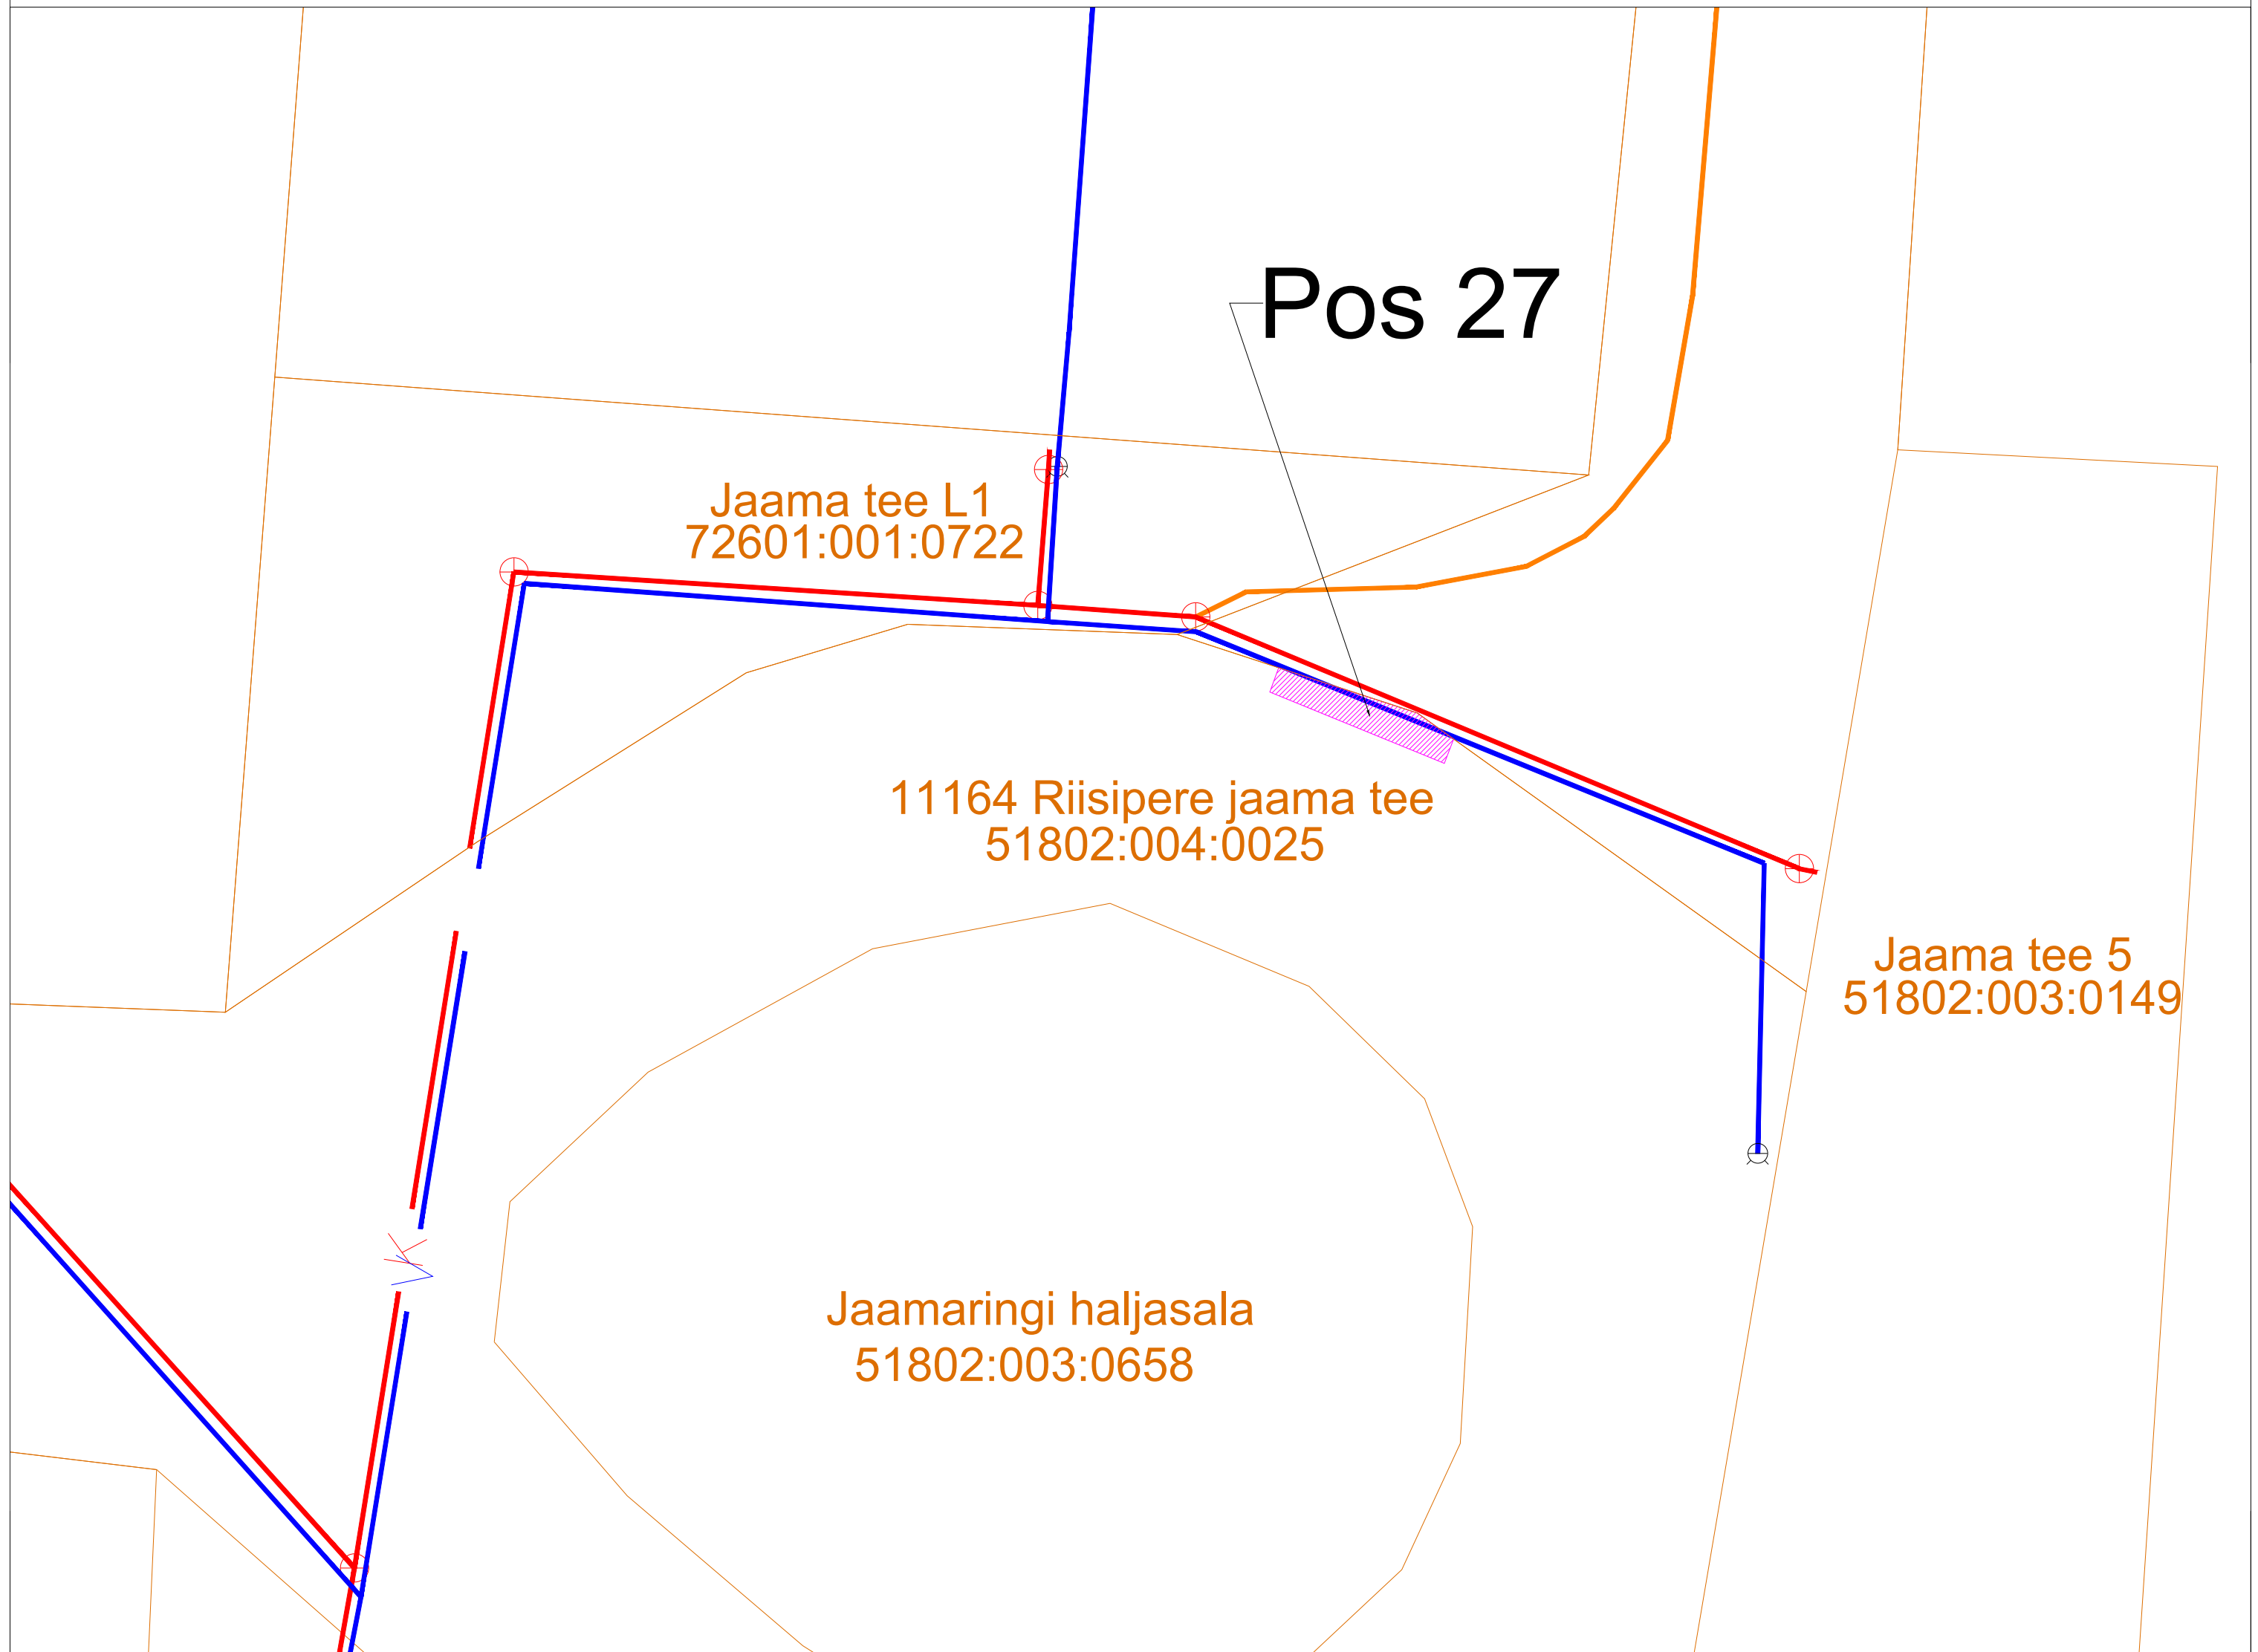 Pos 27
Jaama tee L1
72601:001:0722
11164 Riisipere jaama tee
51802:004:0025
Jaama tee 5
51802:003:0149
K
V
Jaamaringi haljasala
51802:003:0658